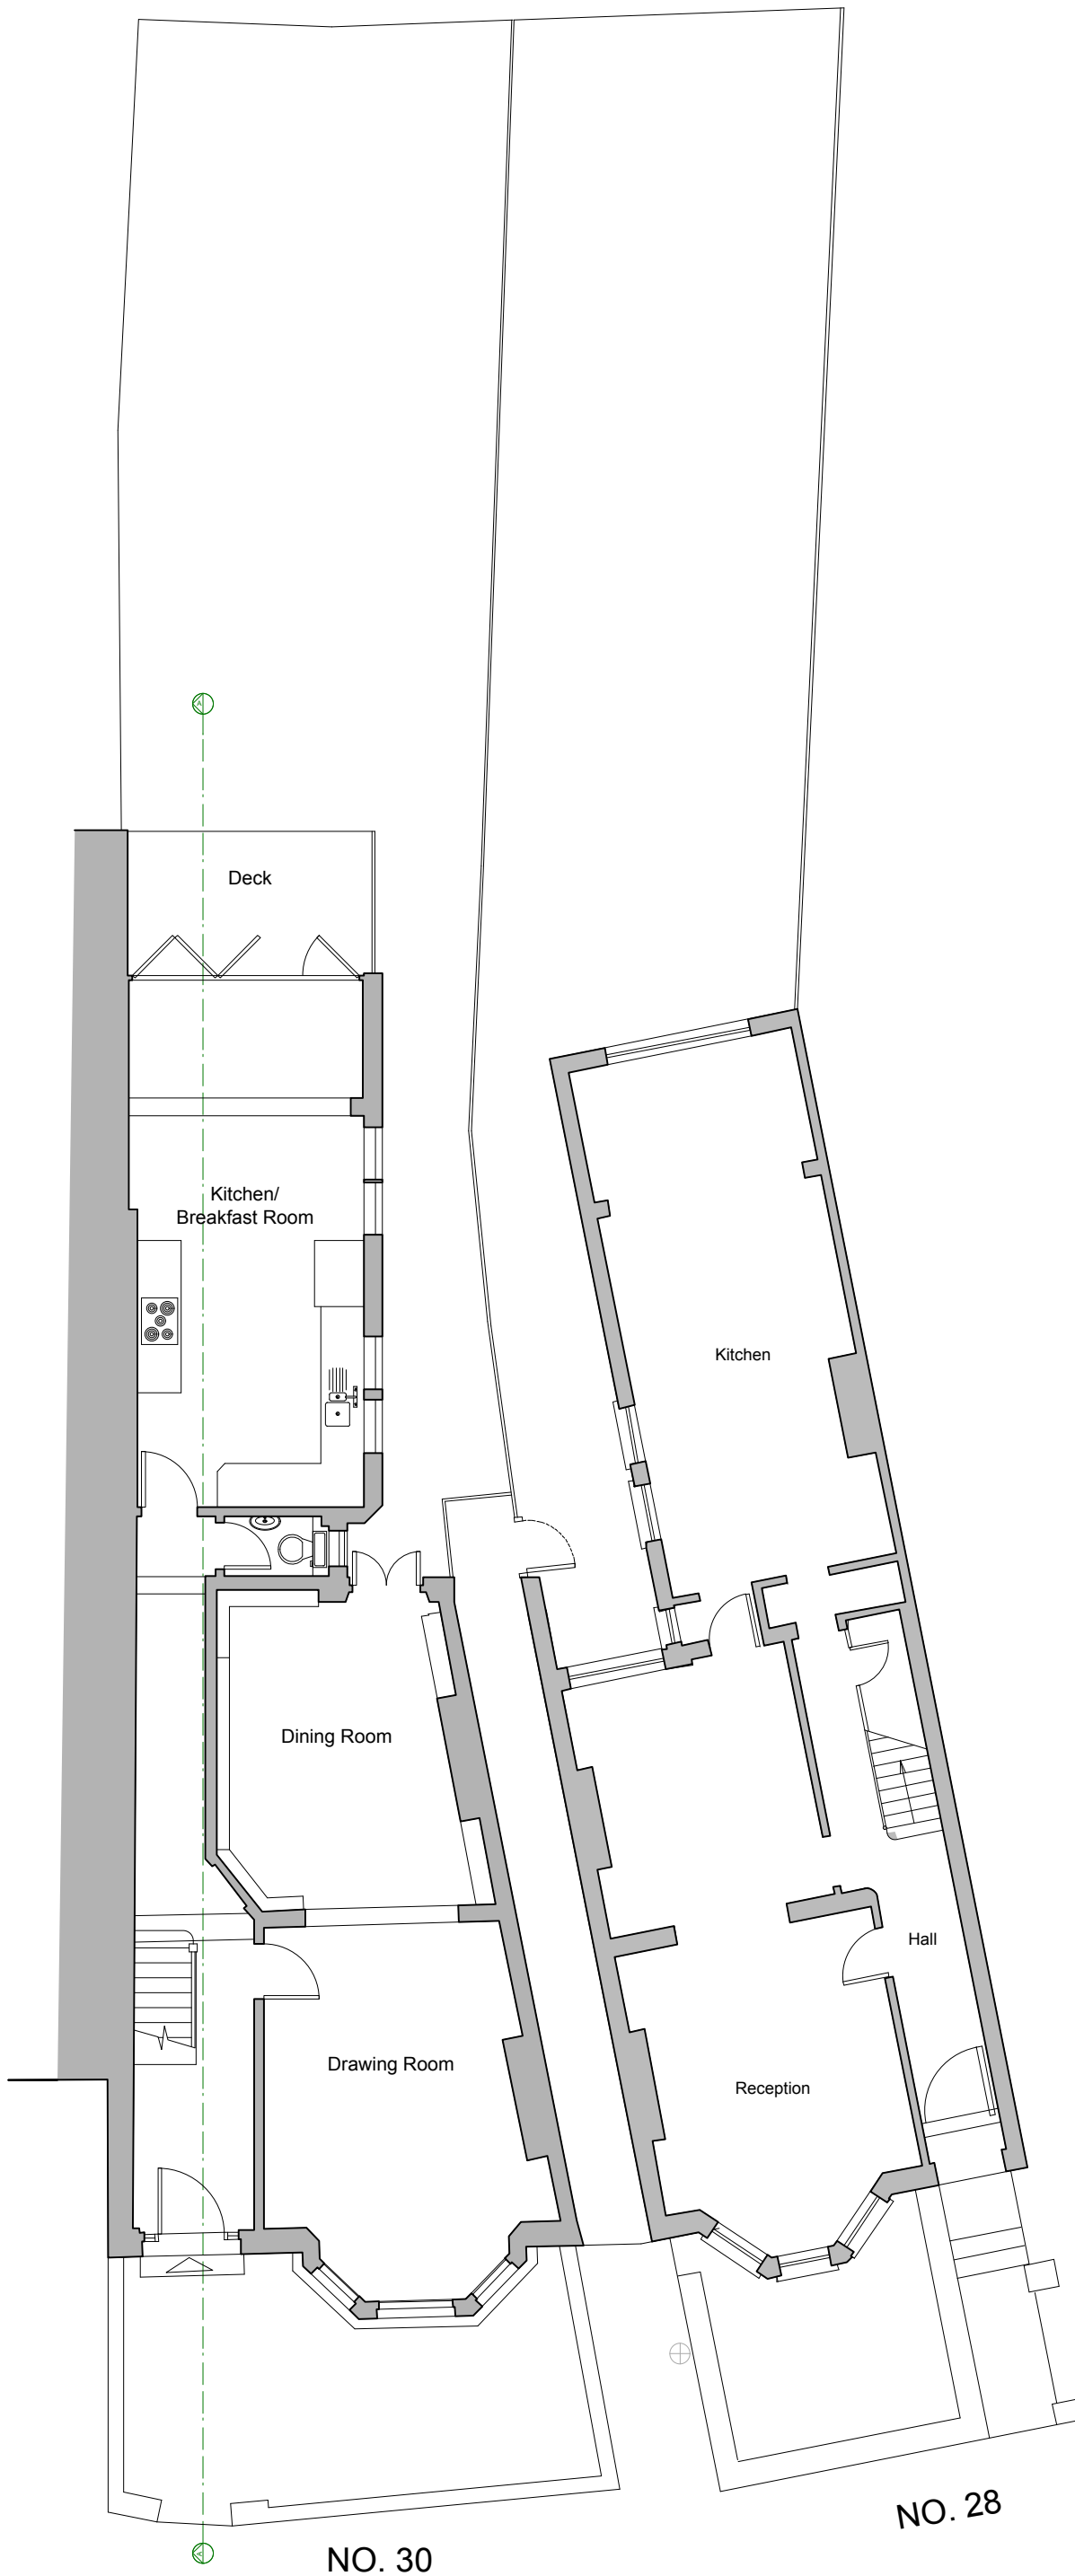 A
Deck
Kitchen/
Breakfast Room
Kitchen
Dining Room
Hall
Drawing Room
Reception
NO. 28
A
NO. 30